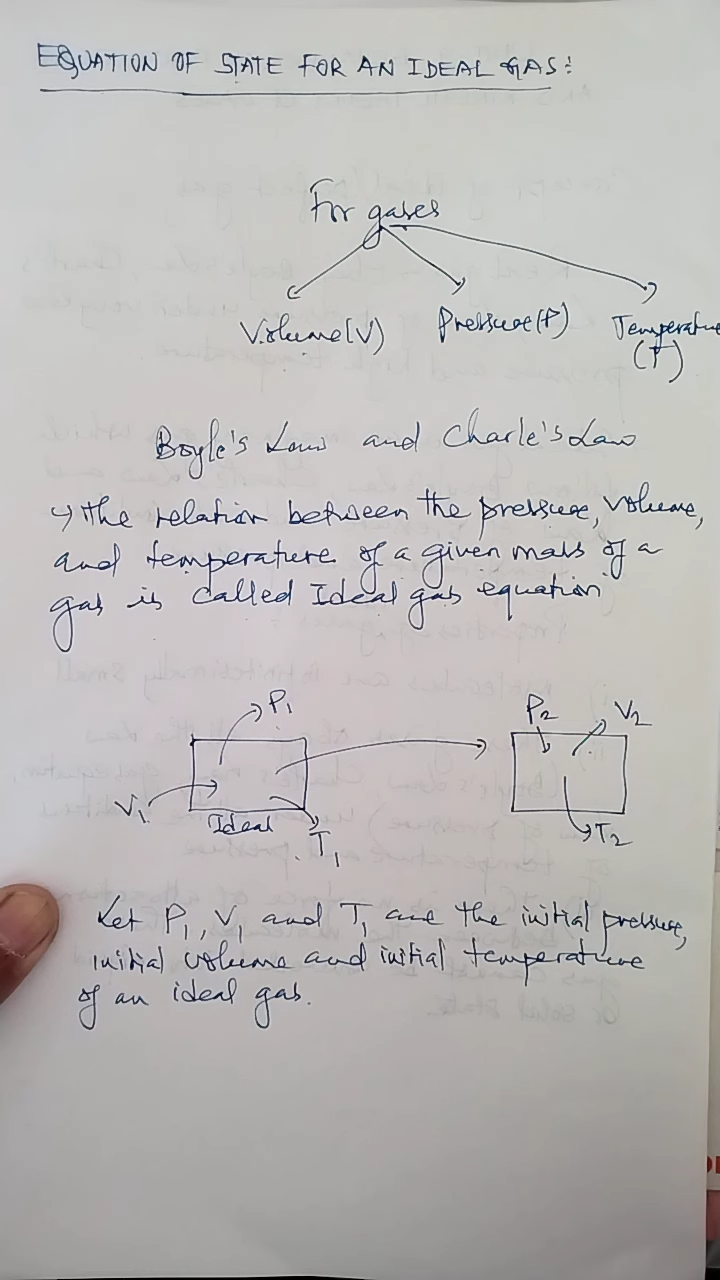 EQUATION OF STATE FOR AN IDEAL GAS:
For gases
Volume(V) Pressure(P) Temperature
(T)
Boyle's Law and Charle's Law
↳ The relation between the pressure, volume,
and temperature of a given mass of a
gas is called Ideal gas equation
P1 P2 V2
V1 Ideal T1 T2
Let P1, V1 and T1 are the initial pressure,
initial volume and initial temperature
of an ideal gas.